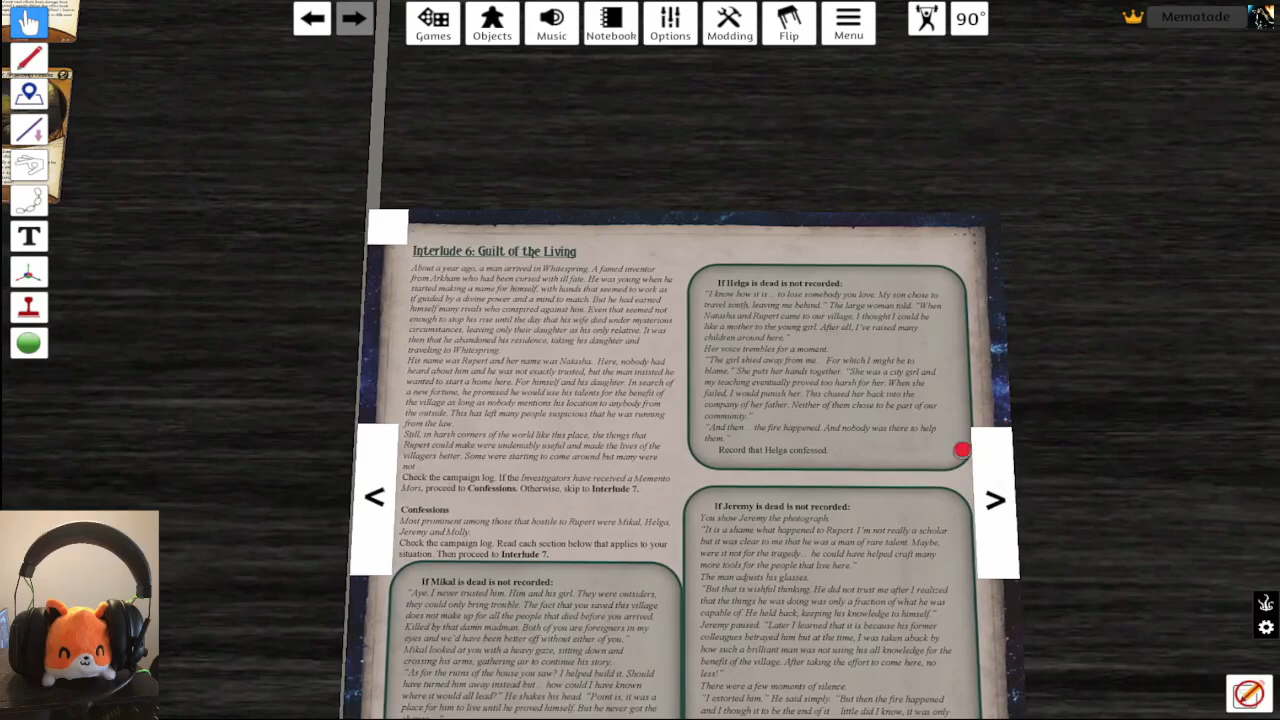 Games
Objects
Music
Notebook
Options
Modding
Flip
Menu
90°
Mematade
T
Interlude 6: Guilt of the Living
About a year ago, a man arrived in Whitespring. A famed inventor
from Arkham who had been cursed with ill fate. He was young when he
started making a name for himself, with hands that seemed to work as
if guided by a divine power and a mind to match. But he had earned
himself many rivals who conspired against him. Even that seemed not
enough to stop his rise until the day that his wife died under mysterious
circumstances, leaving only their daughter as his only relative. It was
then that he abandoned his residence, taking his daughter and
traveling to Whitespring.
His name was Rupert and her name was Natasha. Here, nobody had
heard about him and he was not exactly trusted, but the man insisted he
wanted to start a home here. For himself and his daughter. In search of
a new fortune, he promised he would use his talents for the benefit of
the village as long as nobody mentions his location to anybody from
the outside. This has left many people suspicious that he was running
from the law.
Still, in harsh corners of the world like this place, the things that
Rupert could make were undeniably useful and made the lives of the
villagers better. Some were starting to come around but many were
not
Check the campaign log. If the Investigators have received a Memento
Mori, proceed to Confessions. Otherwise, skip to Interlude 7.
Confessions
Most prominent among those that hostile to Rupert were Mikal, Helga,
Jeremy and Molly.
Check the campaign log. Read each section below that applies to your
situation. Then proceed to Interlude 7.
If Mikal is dead is not recorded:
"Aye. I never trusted him. Him and his girl. They were outsiders,
they could only bring trouble. The fact that you saved this village
does not make up for all the people that died before you arrived.
Killed by that damn madman. Both of you are foreigners in my
eyes and we'd have been better off without either of you."
Mikal looked at you with a heavy gaze, sitting down and
crossing his arms, gathering air to continue his story.
"As for the ruins of the house you saw? I helped build it. Should
have turned him away instead but... how could I have known
where it would all lead?" He shakes his head. "Point is, it was a
place for him to live until he proved himself. But he never got the
If Helga is dead is not recorded:
"I know how it is... to lose somebody you love. My son chose to
travel south, leaving me behind." The large woman told. "When
Natasha and Rupert came to our village, I thought I could be
like a mother to the young girl. After all, I've raised many
children around here."
Her voice trembles for a moment.
"The girl shied away from me... For which I might be to
blame." She puts her hands together. "She was a city girl and
my teaching eventually proved too harsh for her. When she
failed, I would punish her. This chased her back into the
company of her father. Neither of them chose to be part of our
community."
"And then... the fire happened. And nobody was there to help
them."
Record that Helga confessed.
If Jeremy is dead is not recorded:
You show Jeremy the photograph.
"It is a shame what happened to Rupert. I'm not really a scholar
but it was clear to me that he was a man of rare talent. Maybe,
were it not for the tragedy... he could have helped craft many
more tools for the people that live here."
The man adjusts his glasses.
"But that is wishful thinking. He did not trust me after I realized
that the things he was doing was only a fraction of what he was
capable of. He held back, keeping his knowledge to himself."
Jeremy paused. "Later I learned that it is because his former
colleagues betrayed him but at the time, I was taken aback by
how such a brilliant man was not using his all knowledge for the
benefit of the village. After taking the effort to come here, no
less!"
There were a few moments of silence.
"I extorted him." He said simply. "But then the fire happened
and I though it to be the end of it... little did I know, it was only
<
>